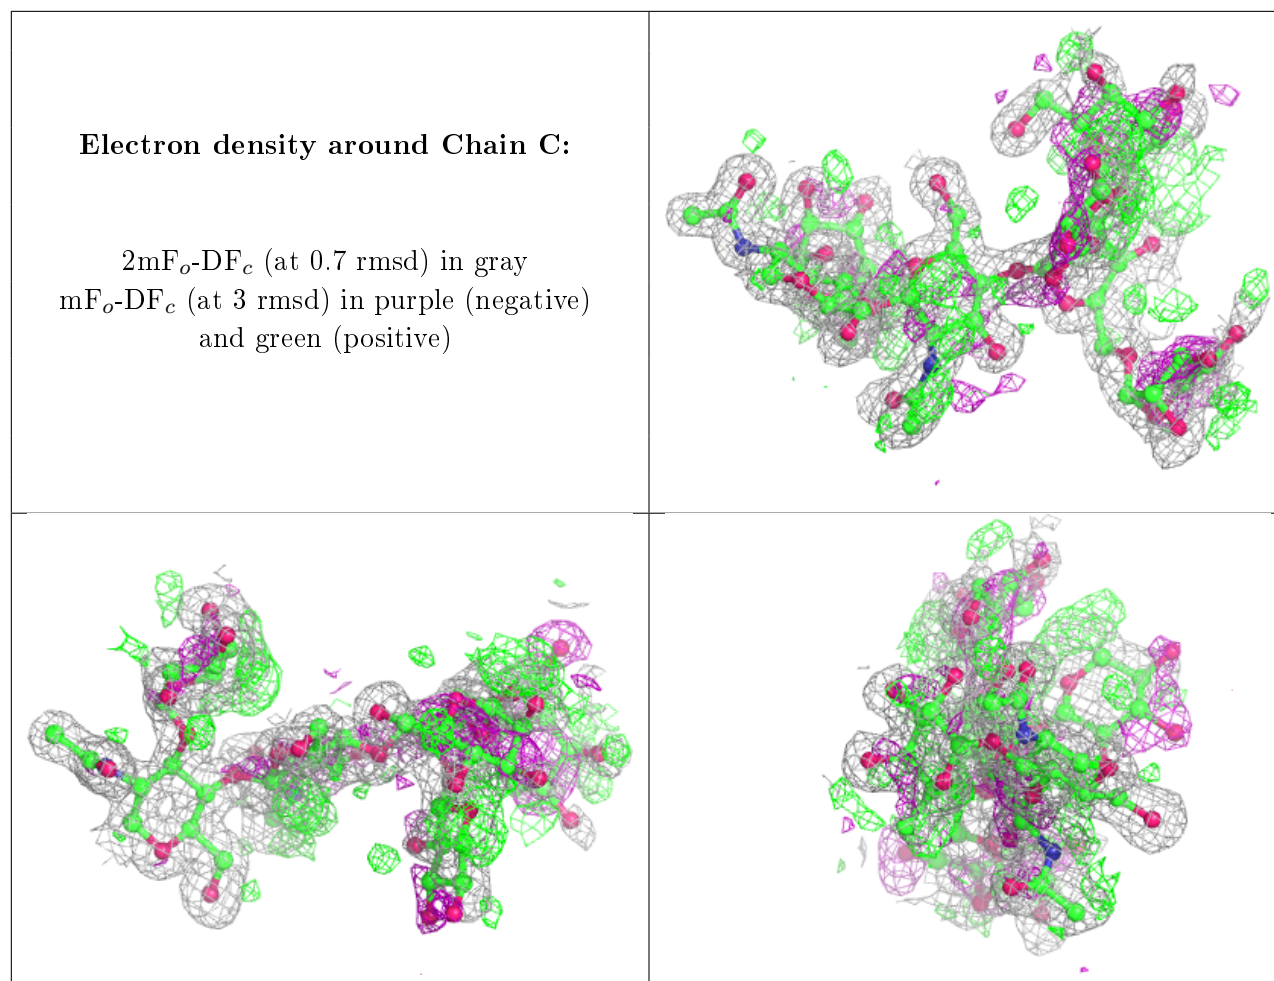 Electron density around Chain C:
2mFo-DFc (at 0.7 rmsd) in gray
mFo-DFc (at 3 rmsd) in purple (negative)
and green (positive)